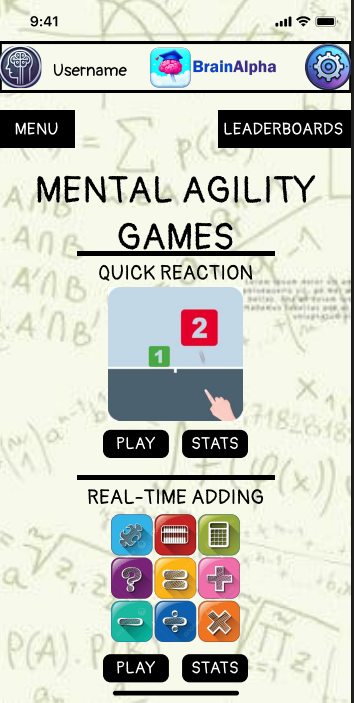 9:41
Username
BrainAlpha
MENU
LEADERBOARDS
MENTAL AGILITY
GAMES
QUICK REACTION
2
1
PLAY
STATS
REAL-TIME ADDING
?
PLAY
STATS